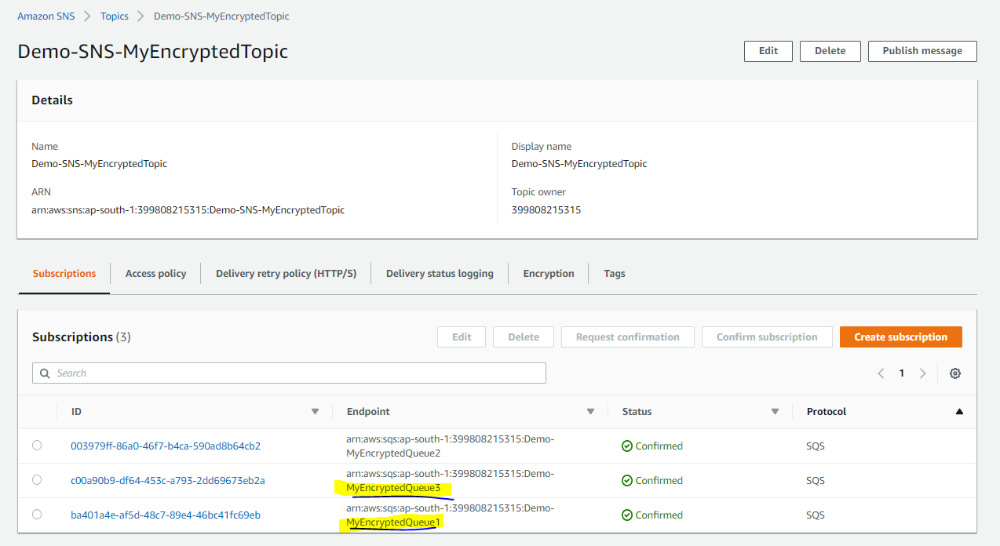 Amazon SNS > Topics > Demo-SNS-MyEncryptedTopic
Demo-SNS-MyEncryptedTopic
Edit Delete Publish message
Details
Name
Demo-SNS-MyEncryptedTopic
ARN
arn:aws:sns:ap-south-1:399808215315:Demo-SNS-MyEncryptedTopic
Display name
Demo-SNS-MyEncryptedTopic
Topic owner
399808215315
Subscriptions Access policy Delivery retry policy (HTTP/S) Delivery status logging Encryption Tags
Subscriptions (3)
Edit Delete Request confirmation Confirm subscription Create subscription
Search
1
ID Endpoint Status Protocol
003979ff-86a0-46f7-b4ca-590ad8b64cb2 arn:aws:sqs:ap-south-1:399808215315:Demo- Confirmed SQS
MyEncryptedQueue2
c00a90b9-df64-453c-a793-2dd69673eb2a arn:aws:sqs:ap-south-1:399808215315:Demo- Confirmed SQS
MyEncryptedQueue3
ba401a4e-af5d-48c7-89e4-46bc41fc69eb arn:aws:sqs:ap-south-1:399808215315:Demo- Confirmed SQS
MyEncryptedQueue1